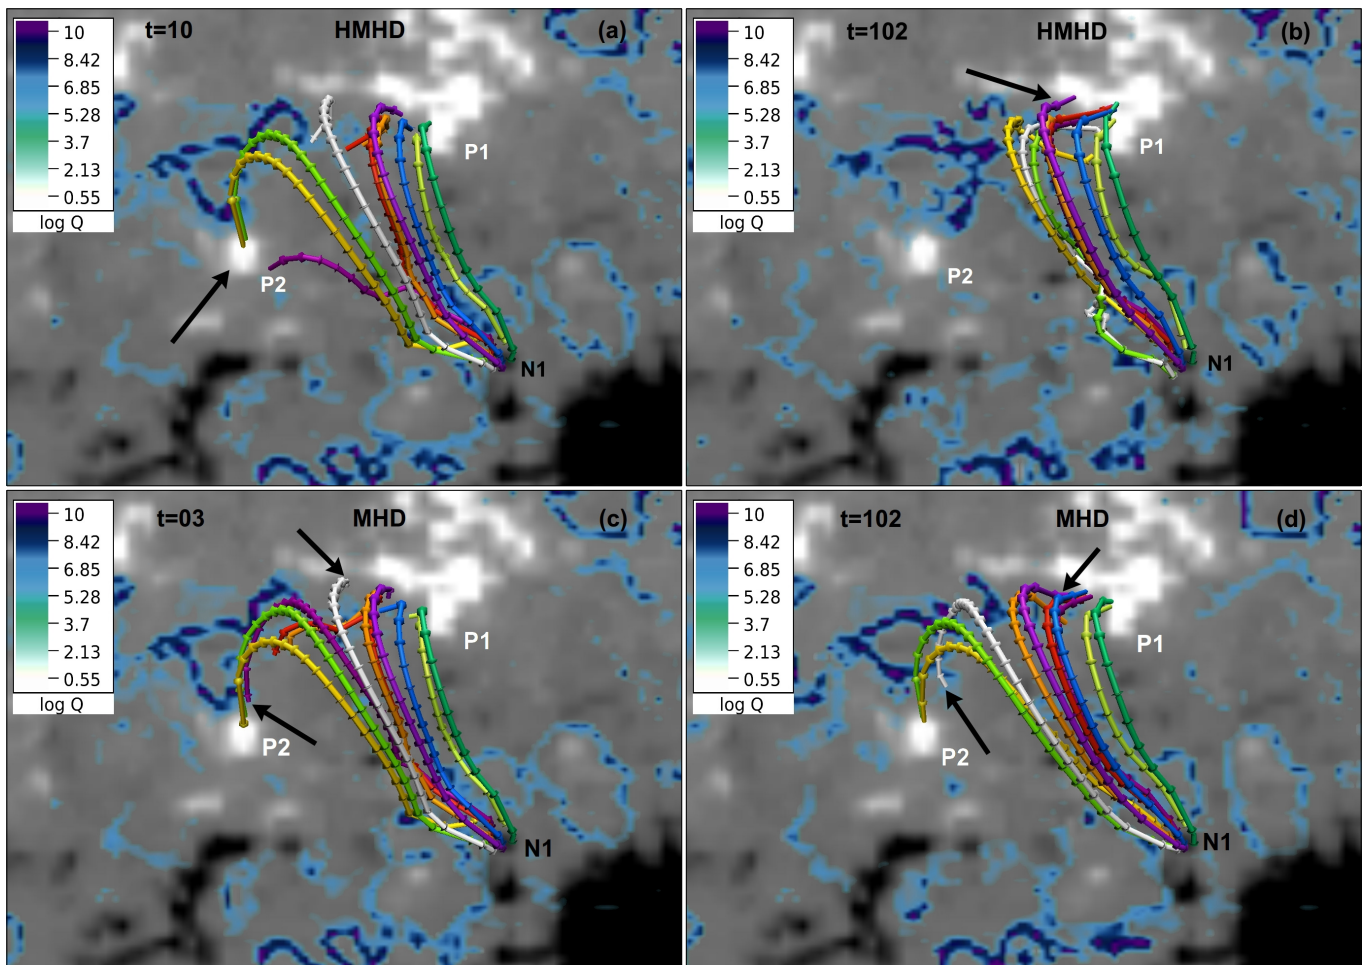 t=10 HMHD (a)
10
8.42
6.85
5.28
3.7
2.13
0.55
log Q
P1
P2
N1
t=102 HMHD (b)
10
8.42
6.85
5.28
3.7
2.13
0.55
log Q
P1
P2
N1
t=03 MHD (c)
10
8.42
6.85
5.28
3.7
2.13
0.55
log Q
P1
P2
N1
t=102 MHD (d)
10
8.42
6.85
5.28
3.7
2.13
0.55
log Q
P1
P2
N1